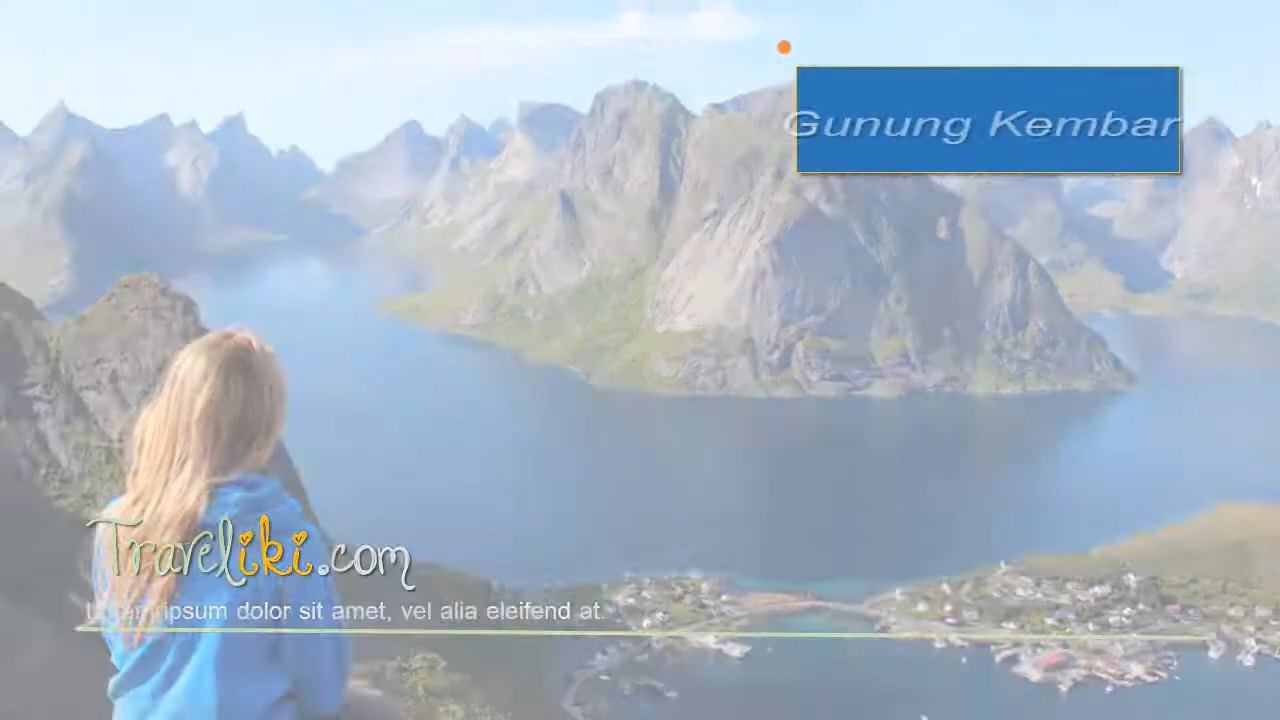 Gunung Kembar
Traveliki.com
ipsum dolor sit amet, vel alia eleifend at.